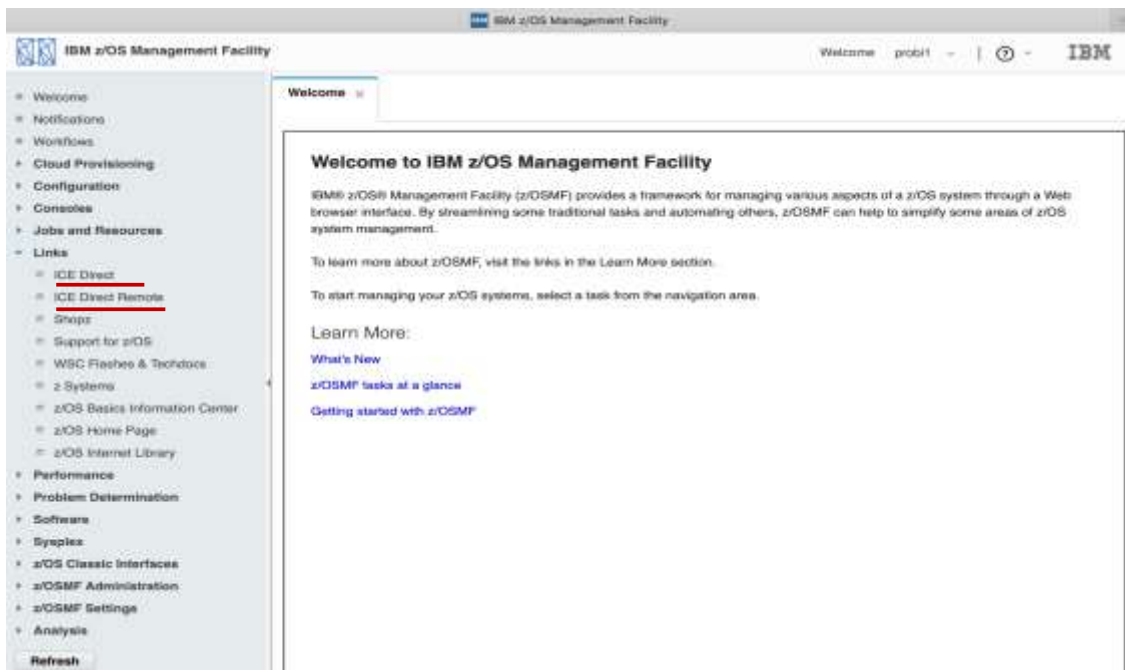 IBM z/OS Management Facility
IBM z/OS Management Facility
Welcome probi1
IBM
Welcome
Notifications
Workflows
Cloud Provisioning
Configuration
Consoles
Jobs and Resources
Links
ICE Direct
ICE Direct Remote
Shopz
Support for z/OS
WSC Flashes & Techdocs
z Systems
z/OS Basics Information Center
z/OS Home Page
z/OS Internet Library
Performance
Problem Determination
Software
Sysplex
z/OS Classic Interfaces
z/OSMF Administration
z/OSMF Settings
Analysis
Refresh
Welcome
Welcome to IBM z/OS Management Facility
IBM® z/OS® Management Facility (z/OSMF) provides a framework for managing various aspects of a z/OS system through a Web
browser interface. By streamlining some traditional tasks and automating others, z/OSMF can help to simplify some areas of z/OS
system management.
To learn more about z/OSMF, visit the links in the Learn More section.
To start managing your z/OS systems, select a task from the navigation area.
Learn More:
What's New
z/OSMF tasks at a glance
Getting started with z/OSMF